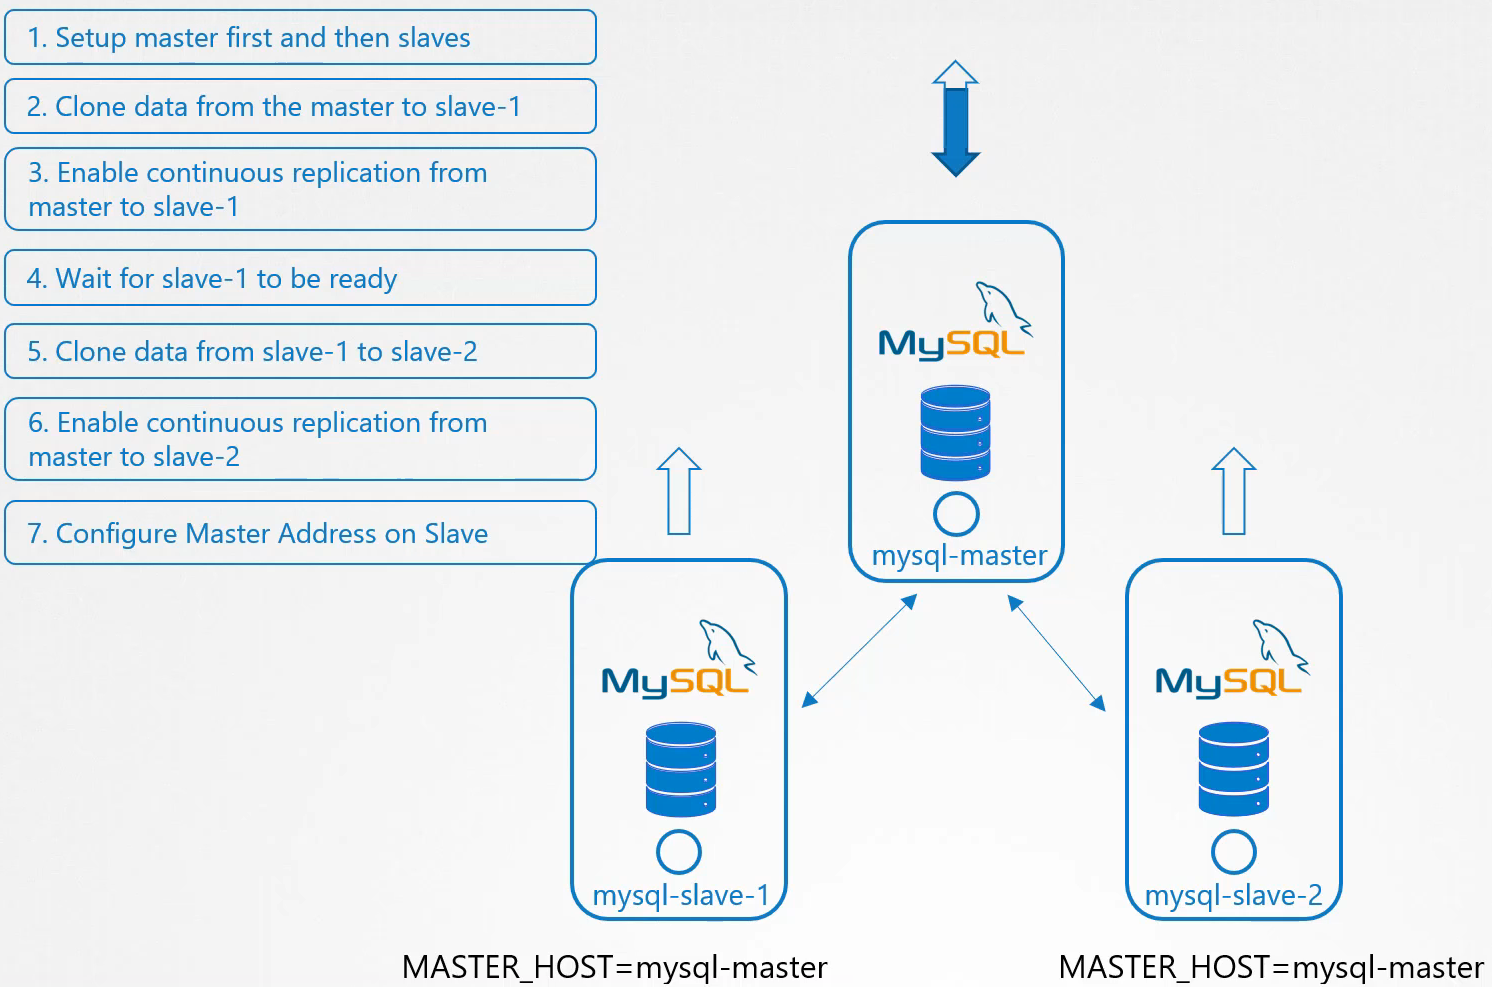 1. Setup master first and then slaves
2. Clone data from the master to slave-1
3. Enable continuous replication from
master to slave-1
4. Wait for slave-1 to be ready
5. Clone data from slave-1 to slave-2
6. Enable continuous replication from
master to slave-2
7. Configure Master Address on Slave
MySQL
mysql-master
MySQL
mysql-slave-1
MASTER_HOST=mysql-master
MySQL
mysql-slave-2
MASTER_HOST=mysql-master